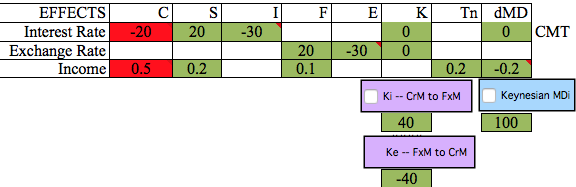 EFFECTS C S I F E K Tn dMD
Interest Rate -20 20 -30 0 0 CMT
Exchange Rate 20 -30 0
Income 0.5 0.2 0.1 0.2 -0.2
Ki -- CrM to FxM Keynesian MDi
40 100
Ke -- FxM to CrM
-40